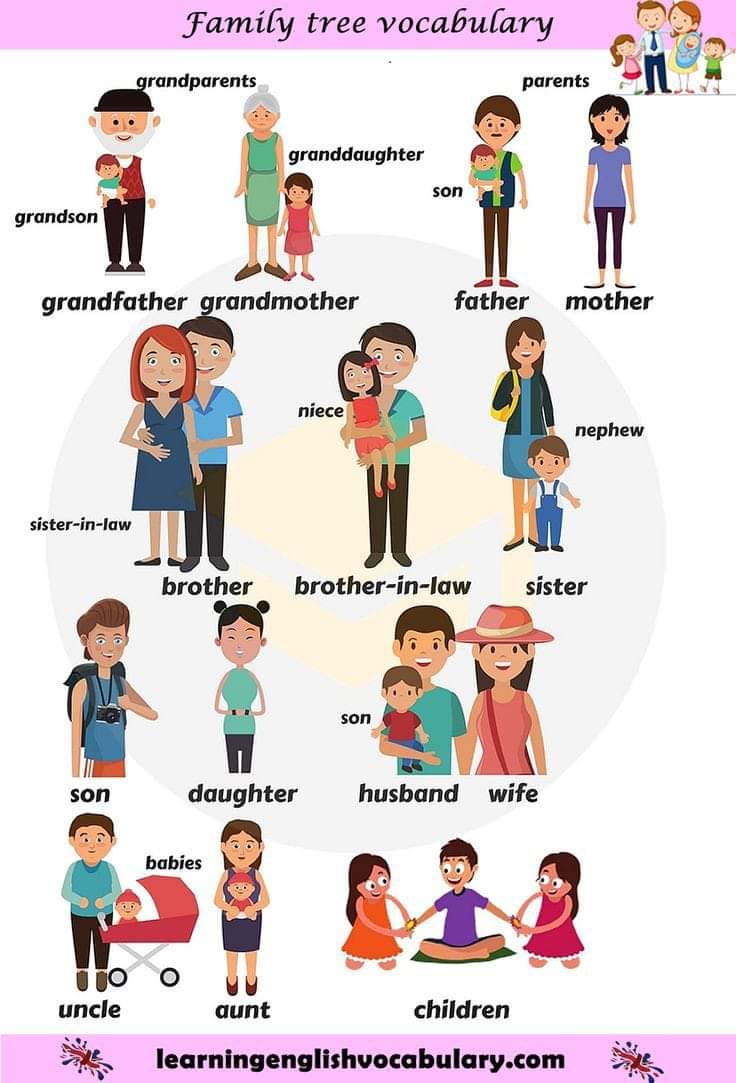 Family tree vocabulary
grandparents
parents
granddaughter
son
grandson
grandfather
grandmother
father
mother
niece
nephew
sister-in-law
brother
brother-in-law
sister
son
son
daughter
husband
wife
babies
uncle
aunt
children
learningenglishvocabulary.com